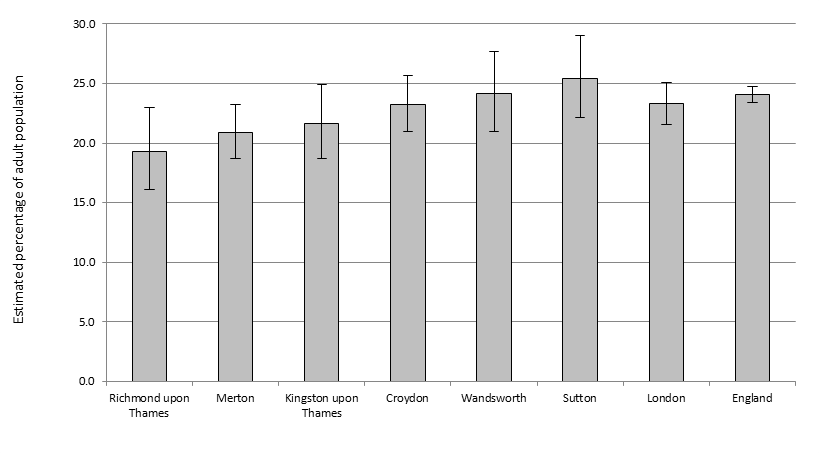 30.0
25.0
20.0
15.0
10.0
5.0
0.0
Estimated percentage of adult population
Richmond upon
Thames
Merton
Kingston upon
Thames
Croydon
Wandsworth
Sutton
London
England